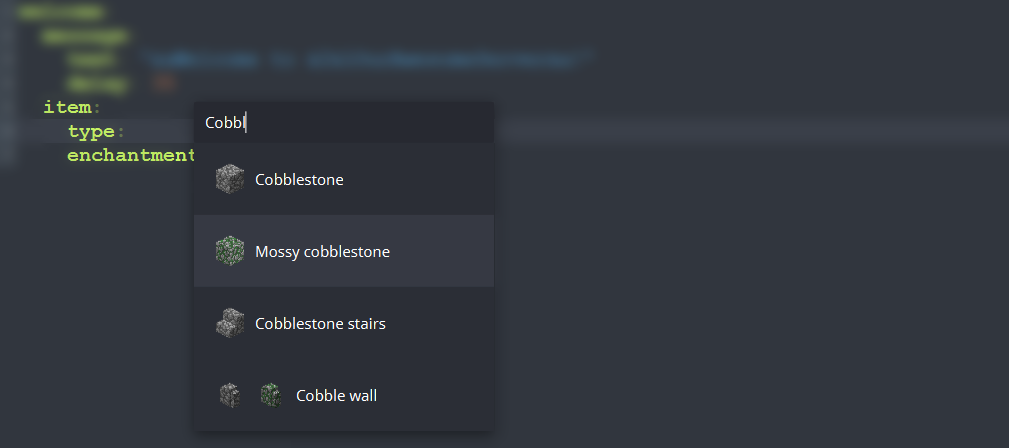 item:
type:
enchantment
Cobbl
Cobblestone
Mossy cobblestone
Cobblestone stairs
Cobble wall